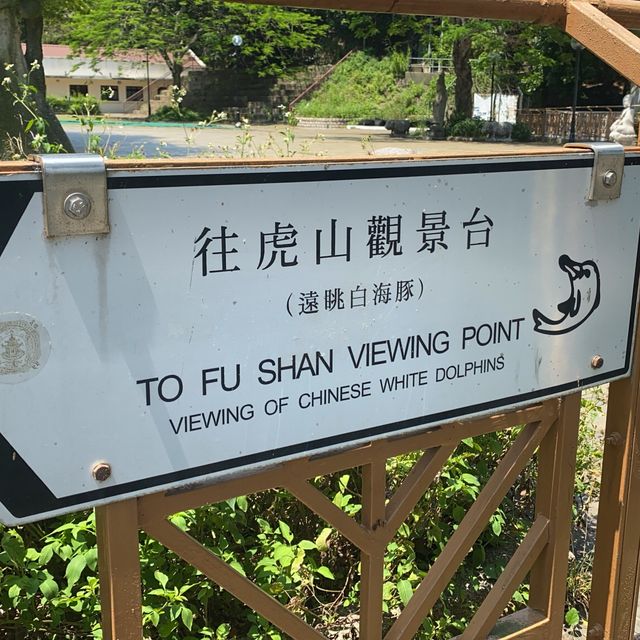 往虎山觀景台
(遠眺白海豚)
TO FU SHAN VIEWING POINT
VIEWING OF CHINESE WHITE DOLPHINS